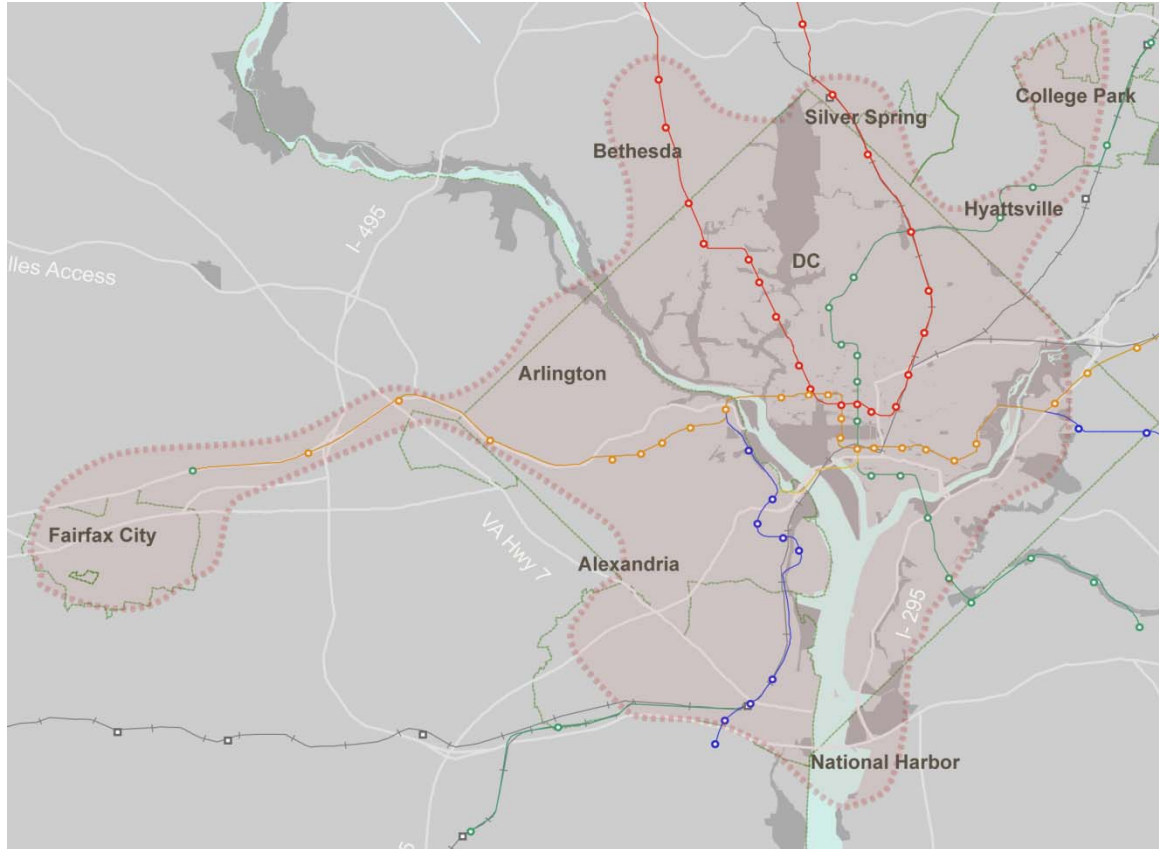 College Park
Silver Spring
Bethesda
Hyattsville
I- 495
DC
lles Access
Arlington
Fairfax City
VA Hwy 7
Alexandria
I- 295
National Harbor
5